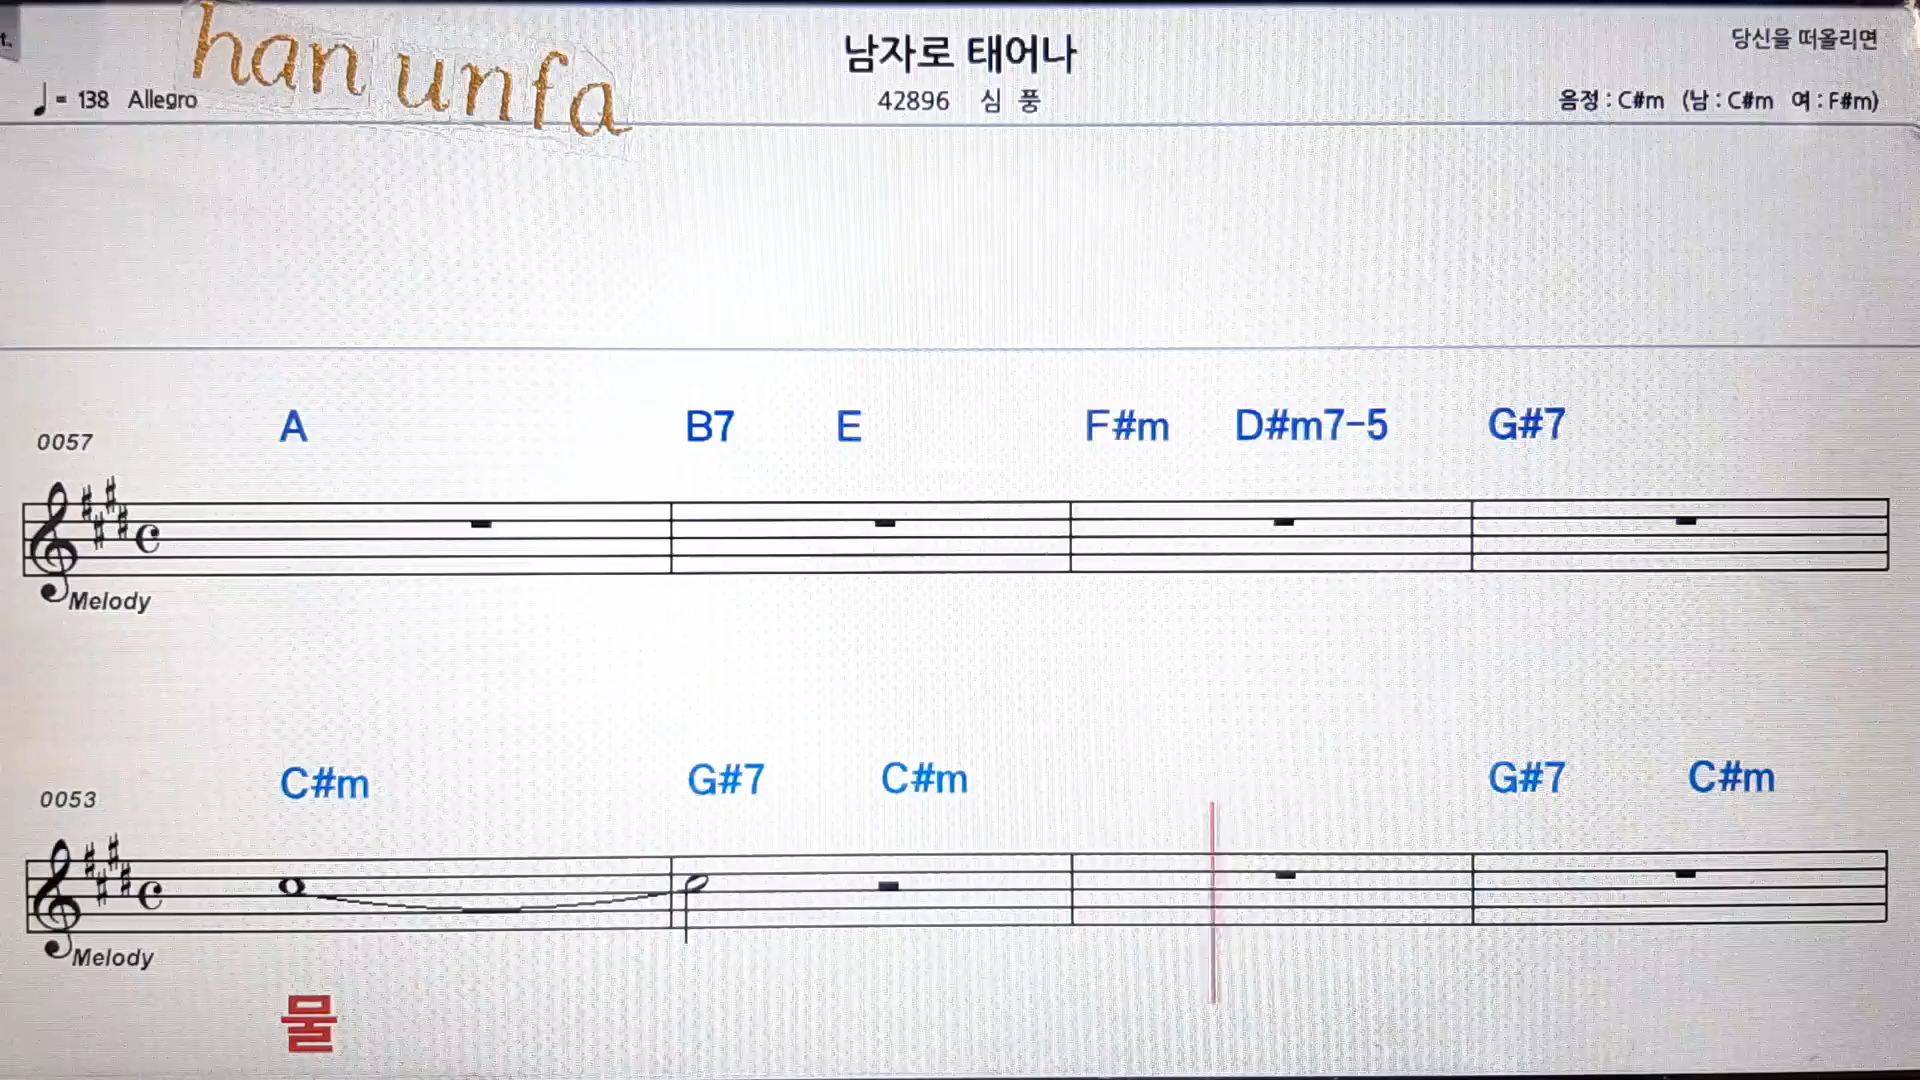 t.
han unfa
남자로 태어나
당신을 떠올리면
♩= 138 Allegro
42896 심 풍
음정 : C#m (남 : C#m 여 : F#m)
A B7 E F#m D#m7-5 G#7
0057
Melody
C#m G#7 C#m G#7 C#m
0053
Melody
물